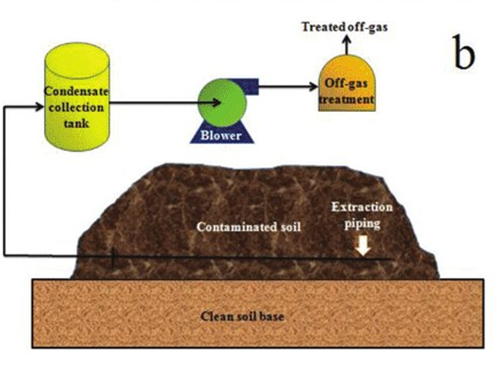 Treated off-gas
b
Condensate
collection
tank
Off-gas
treatment
Blower
Extraction
piping
Contaminated soil
Clean soil base